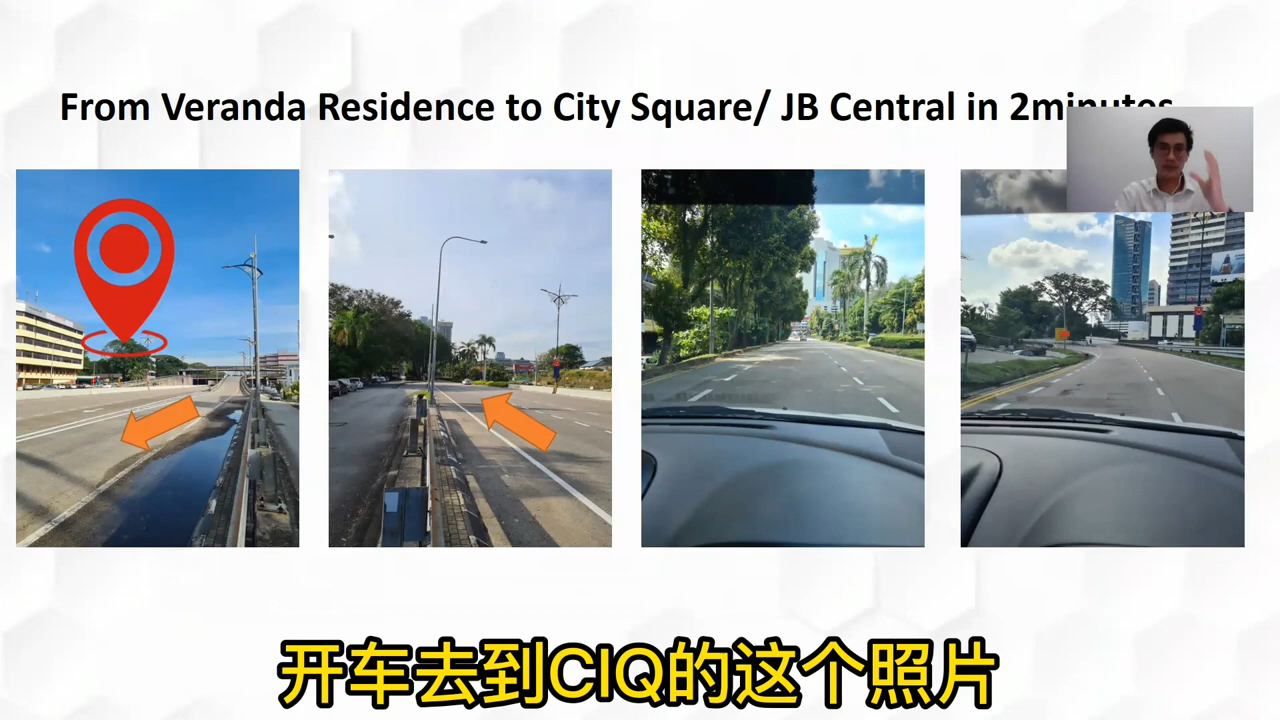 From Veranda Residence to City Square/ JB Central in 2minutes
开车去到CIQ的这个照片